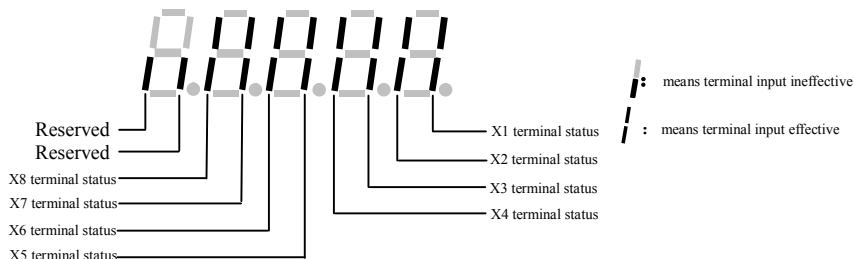 Reserved
Reserved
X8 terminal status
X7 terminal status
X6 terminal status
X5 terminal status
X1 terminal status
X2 terminal status
X3 terminal status
X4 terminal status
: means terminal input ineffective
: means terminal input effective